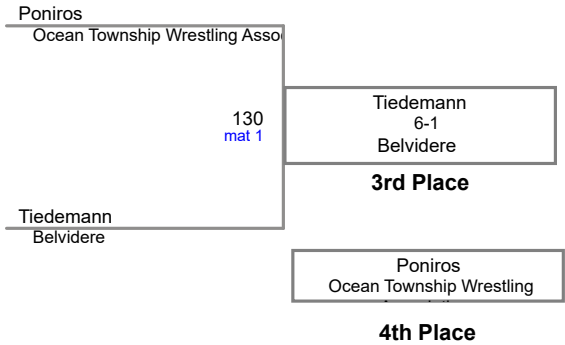 Poniros
Ocean Township Wrestling Asso
130
mat 1
Tiedemann
6-1
Belvidere
3rd Place
Tiedemann
Belvidere
Poniros
Ocean Township Wrestling
4th Place